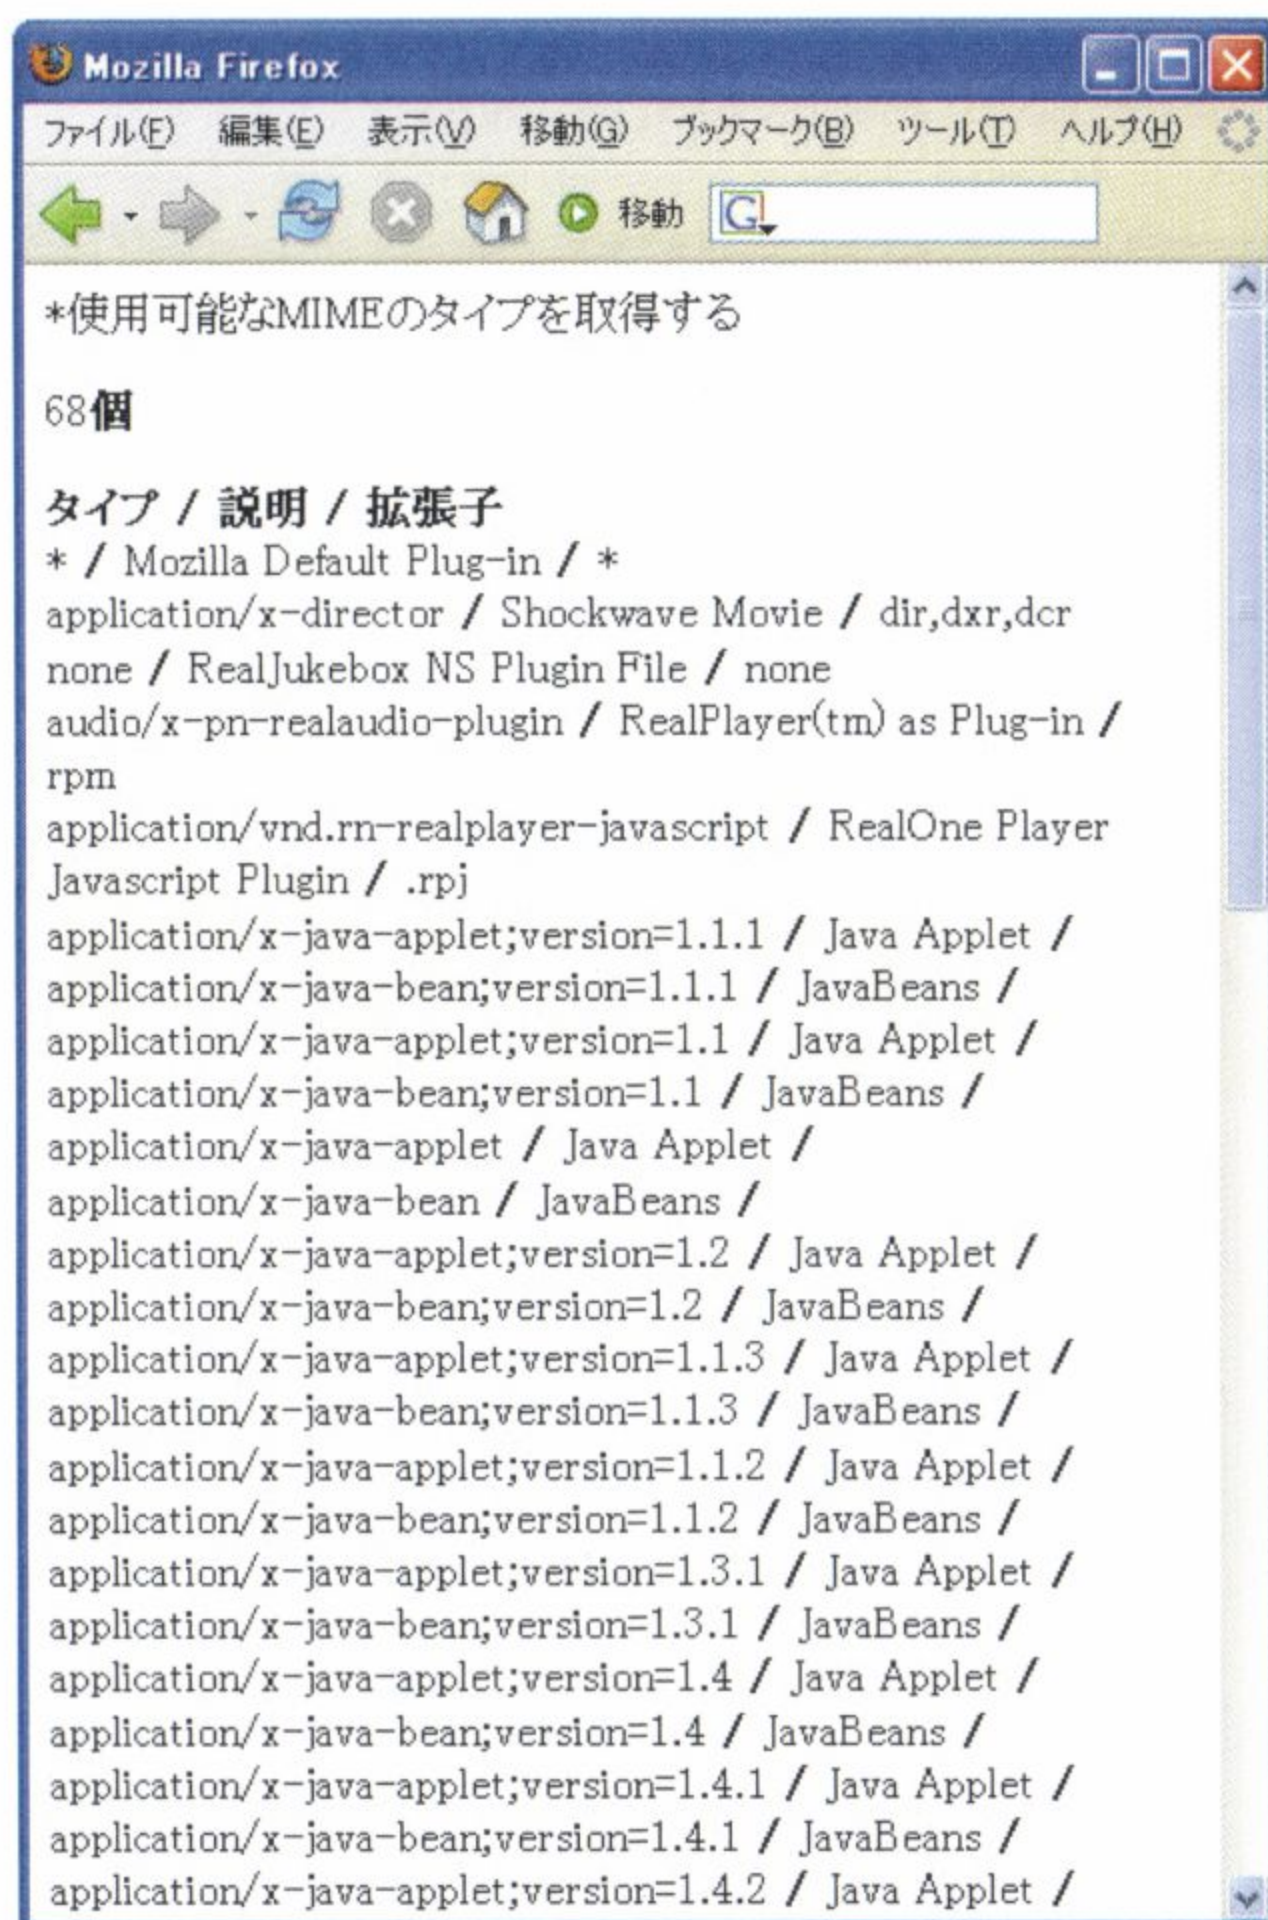 Mozilla Firefox
ファイル(F) 編集(E) 表示(V) 移動(G) ブックマーク(B) ツール(T) ヘルプ(H)
移動 G
*使用可能なMIMEのタイプを取得する
68個
タイプ / 説明 / 拡張子
* / Mozilla Default Plug-in / *
application/x-director / Shockwave Movie / dir,dxr,dcr
none / RealJukebox NS Plugin File / none
audio/x-pn-realaudio-plugin / RealPlayer(tm) as Plug-in /
rpm
application/vnd.rn-realplayer-javascript / RealOne Player
Javascript Plugin / .rpj
application/x-java-applet;version=1.1.1 / Java Applet /
application/x-java-bean;version=1.1.1 / JavaBeans /
application/x-java-applet;version=1.1 / Java Applet /
application/x-java-bean;version=1.1 / JavaBeans /
application/x-java-applet / Java Applet /
application/x-java-bean / JavaBeans /
application/x-java-applet;version=1.2 / Java Applet /
application/x-java-bean;version=1.2 / JavaBeans /
application/x-java-applet;version=1.1.3 / Java Applet /
application/x-java-bean;version=1.1.3 / JavaBeans /
application/x-java-applet;version=1.1.2 / Java Applet /
application/x-java-bean;version=1.1.2 / JavaBeans /
application/x-java-applet;version=1.3.1 / Java Applet /
application/x-java-bean;version=1.3.1 / JavaBeans /
application/x-java-applet;version=1.4 / Java Applet /
application/x-java-bean;version=1.4 / JavaBeans /
application/x-java-applet;version=1.4.1 / Java Applet /
application/x-java-bean;version=1.4.1 / JavaBeans /
application/x-java-applet;version=1.4.2 / Java Applet /